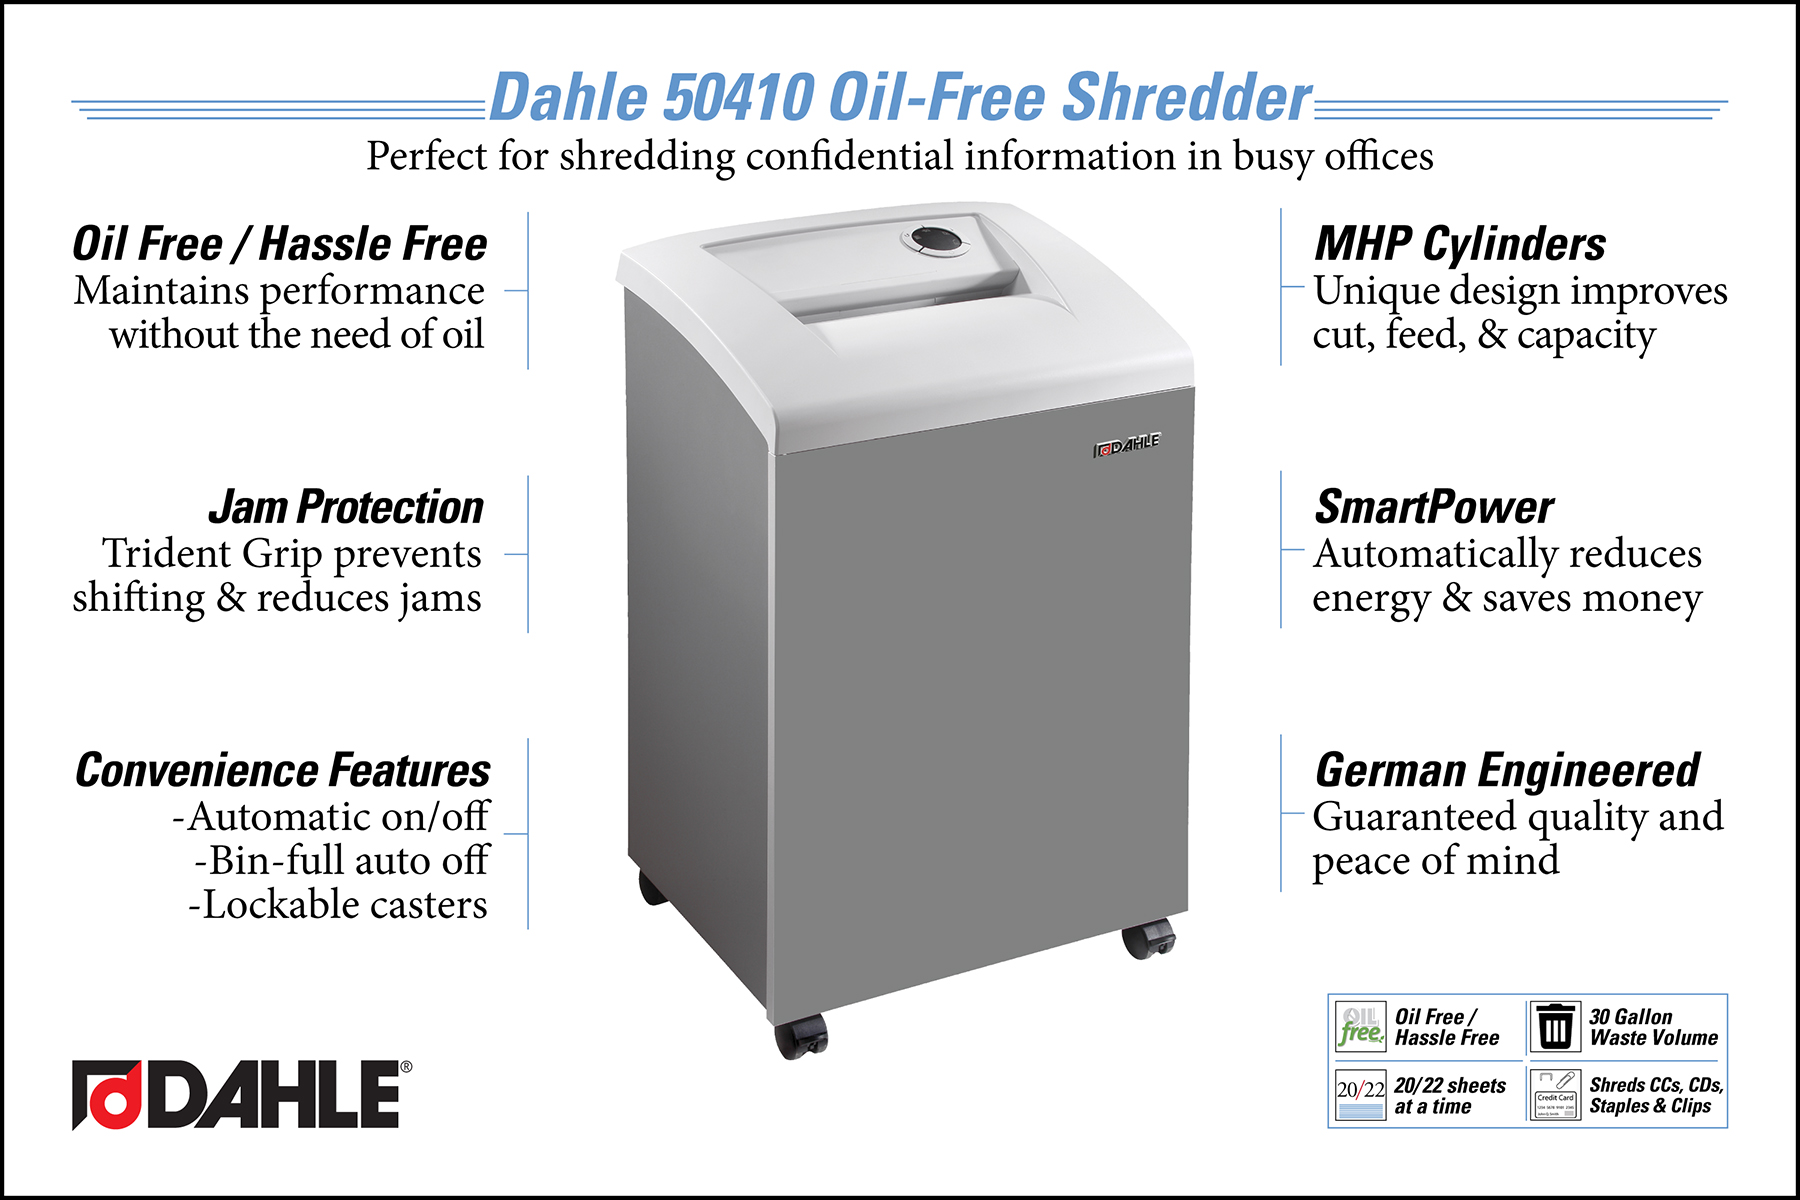 Dahle 50410 Oil-Free Shredder
Perfect for shredding confidential information in busy offices
Oil Free / Hassle Free
Maintains performance
without the need of oil
Jam Protection
Trident Grip prevents
shifting & reduces jams
Convenience Features
-Automatic on/off
-Bin-full auto off
-Lockable casters
DAHLE
MHP Cylinders
Unique design improves
cut, feed, & capacity
SmartPower
Automatically reduces
energy & saves money
German Engineered
Guaranteed quality and
peace of mind
DAHLE®
OIL
free
Oil Free /
Hassle Free
30 Gallon
Waste Volume
20/22
20/22 sheets
at a time
Credit Card
Shreds CCs, CDs,
Staples & Clips